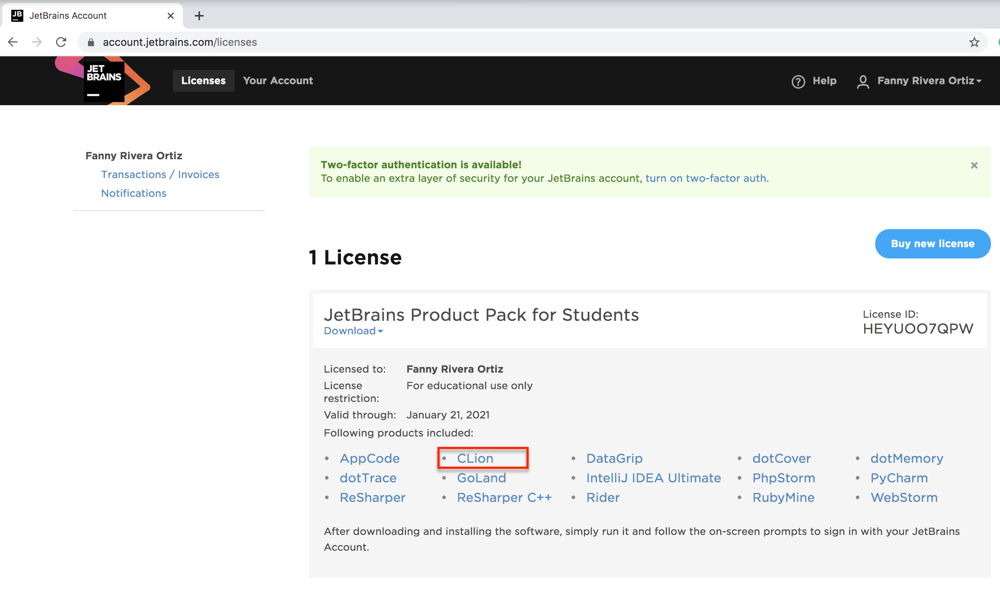 JB JetBrains Account
account.jetbrains.com/licenses
JET
BRAINS
Licenses Your Account Help Fanny Rivera Ortiz
Fanny Rivera Ortiz
Transactions / Invoices
Notifications
Two-factor authentication is available!
To enable an extra layer of security for your JetBrains account, turn on two-factor auth.
Buy new license
1 License
JetBrains Product Pack for Students
Download
License ID:
HEYUOO7QPW
Licensed to: Fanny Rivera Ortiz
License restriction: For educational use only
Valid through: January 21, 2021
Following products included:
• AppCode • CLion • DataGrip • dotCover • dotMemory
• dotTrace • GoLand • IntelliJ IDEA Ultimate • PhpStorm • PyCharm
• ReSharper • ReSharper C++ • Rider • RubyMine • WebStorm
After downloading and installing the software, simply run it and follow the on-screen prompts to sign in with your JetBrains
Account.